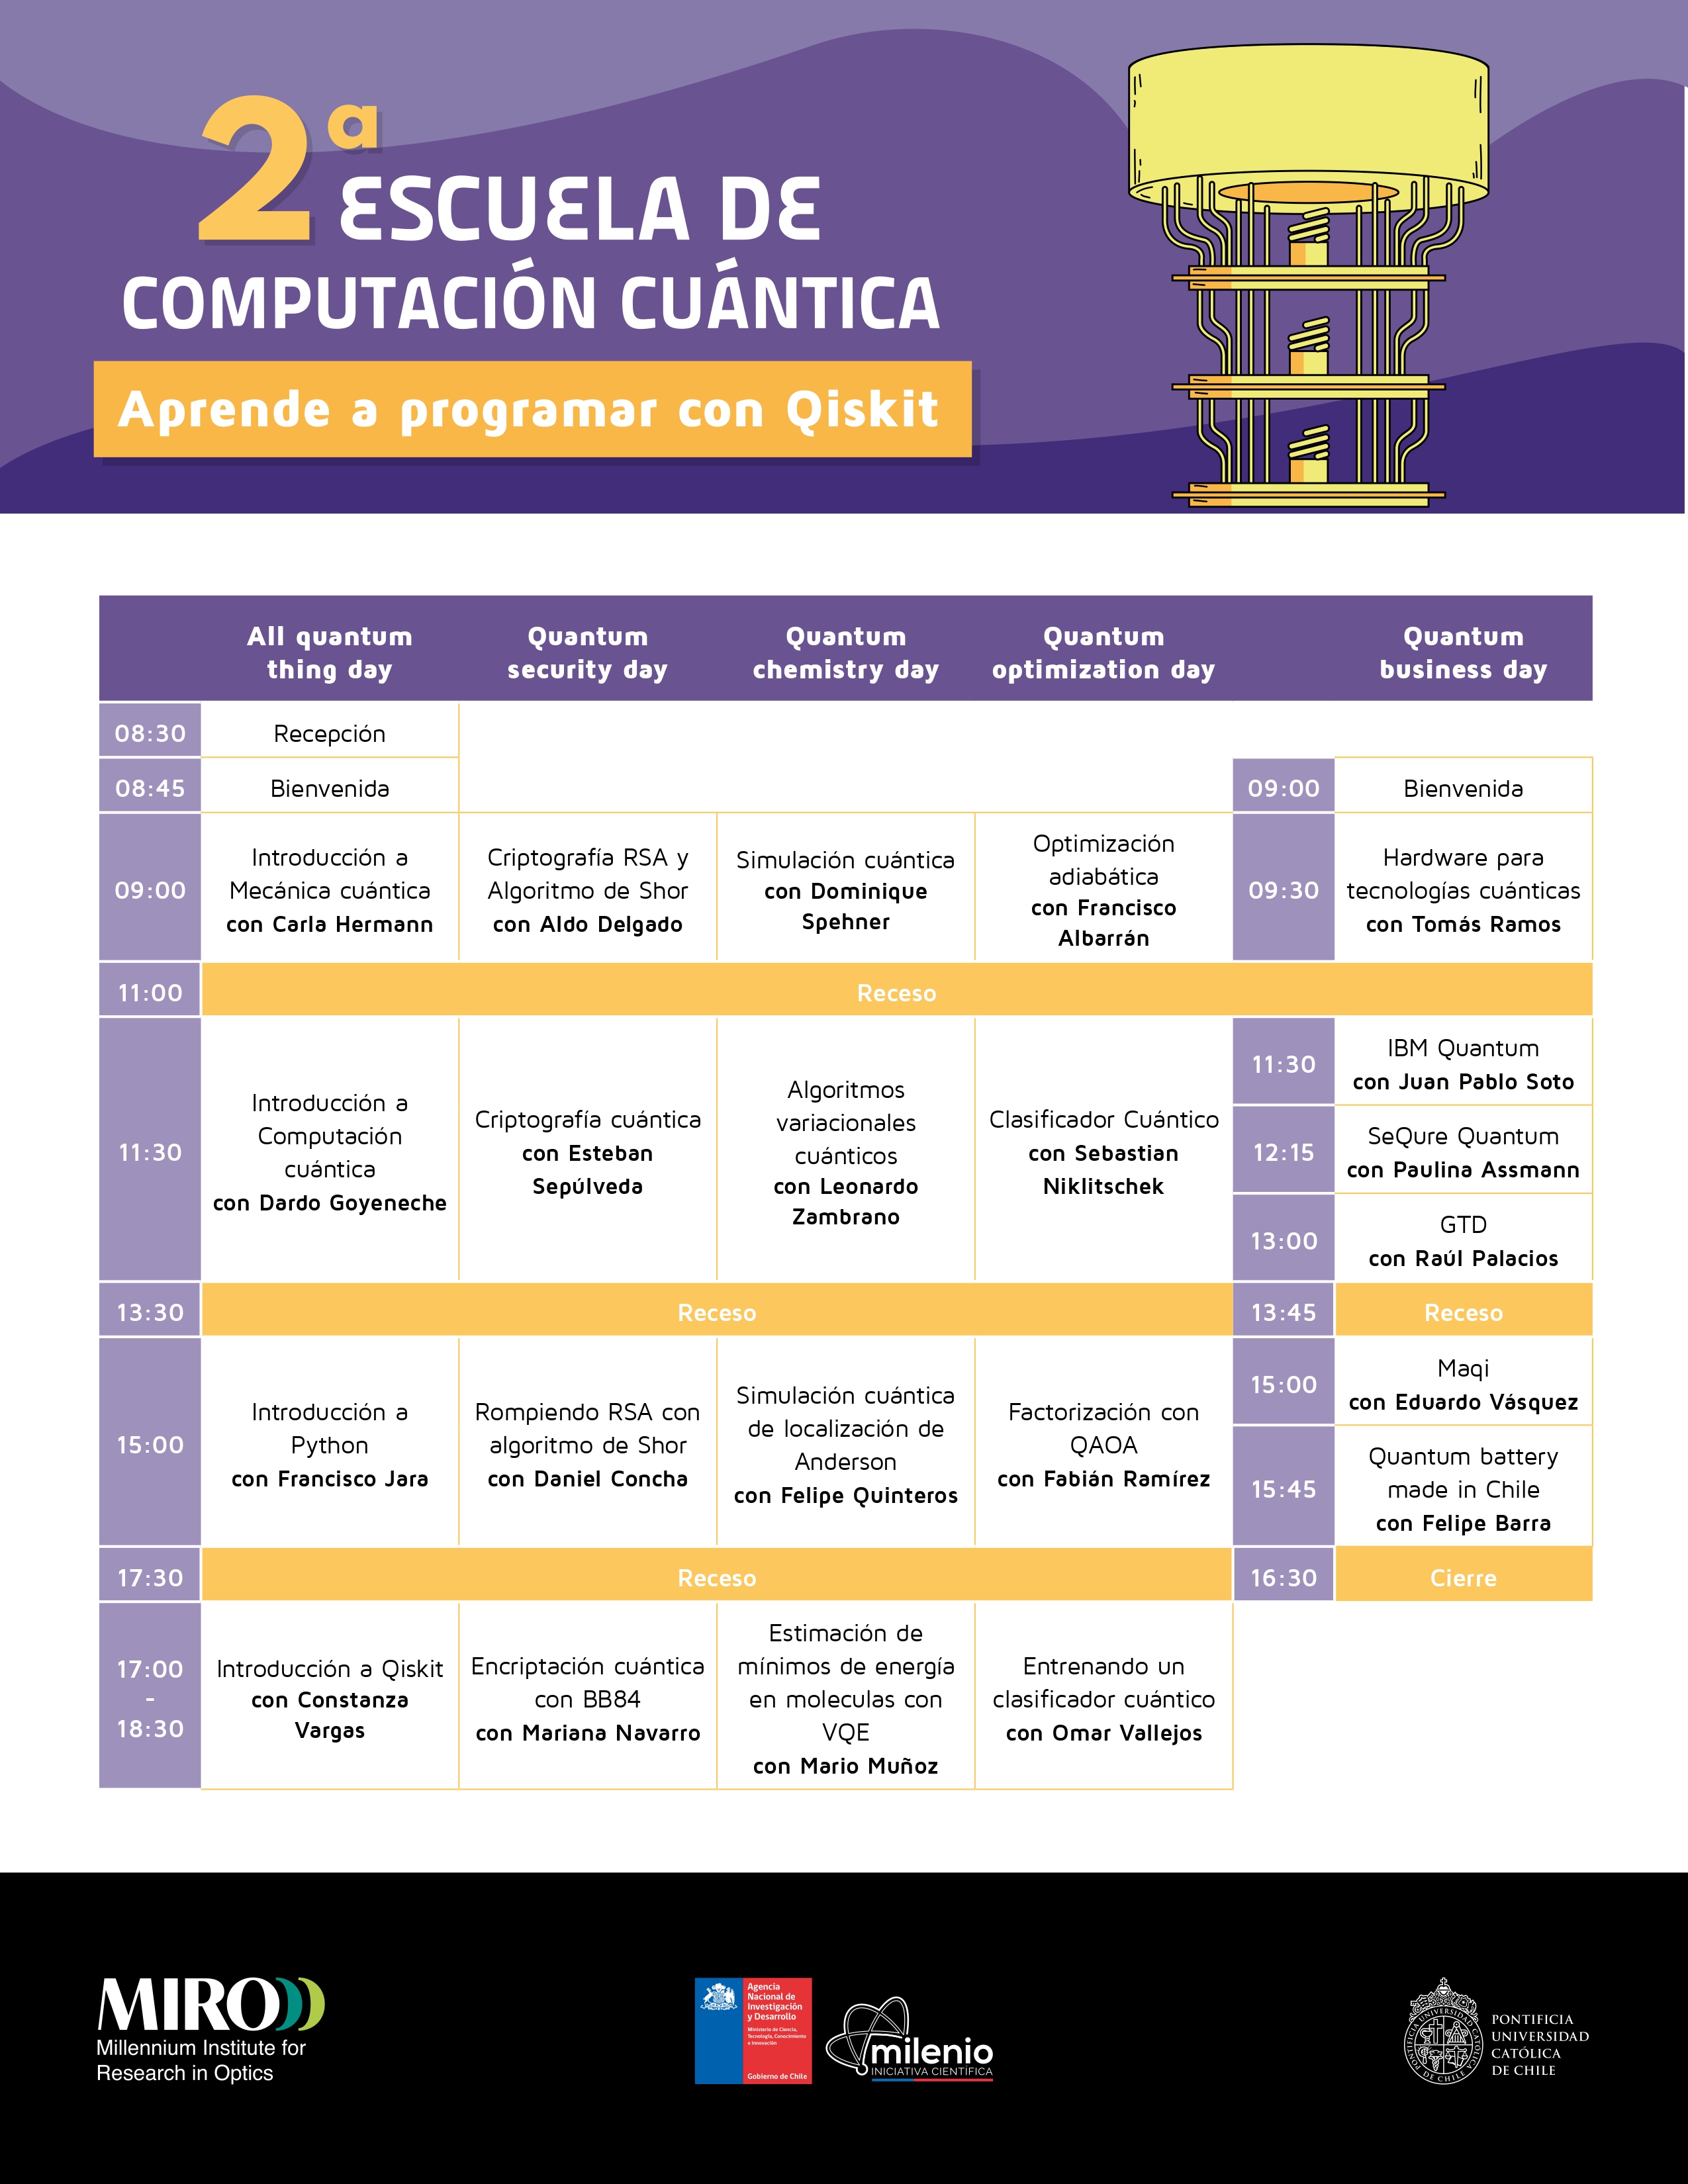 2ª ESCUELA DE
COMPUTACIÓN CUÁNTICA
Aprende a programar con Qiskit
All quantum
thing day
Quantum
security day
Quantum
chemistry day
Quantum
optimization day
Quantum
business day
08:30
Recepción
08:45
Bienvenida
09:00
Bienvenida
09:00
Introducción a
Mecánica cuántica
con Carla Hermann
Criptografía RSA y
Algoritmo de Shor
con Aldo Delgado
Simulación cuántica
con Dominique
Spehner
Optimización
adiabática
con Francisco
Albarrán
09:30
Hardware para
tecnologías cuánticas
con Tomás Ramos
11:00
Receso
11:30
Introducción a
Computación
cuántica
con Dardo Goyeneche
Criptografía cuántica
con Esteban
Sepúlveda
Algoritmos
variacionales
cuánticos
con Leonardo
Zambrano
Clasificador Cuántico
con Sebastian
Niklitschek
11:30
IBM Quantum
con Juan Pablo Soto
12:15
SeQure Quantum
con Paulina Assmann
13:00
GTD
con Raúl Palacios
13:30
Receso
13:45
Receso
15:00
Introducción a
Python
con Francisco Jara
Rompiendo RSA con
algoritmo de Shor
con Daniel Concha
Simulación cuántica
de localización de
Anderson
con Felipe Quinteros
Factorización con
QAOA
con Fabián Ramírez
15:00
Maqi
con Eduardo Vásquez
15:45
Quantum battery
made in Chile
con Felipe Barra
17:30
Receso
16:30
Cierre
17:00
-
18:30
Introducción a Qiskit
con Constanza
Vargas
Encriptación cuántica
con BB84
con Mariana Navarro
Estimación de
mínimos de energía
en moleculas con
VQE
con Mario Muñoz
Entrenando un
clasificador cuántico
con Omar Vallejos
MIRO
Millennium Institute for
Research in Optics
Agencia
Nacional de
Investigación
y Desarrollo
Ministerio de Ciencia,
Tecnología, Conocimiento
e Innovación
Gobierno de Chile
milenio
INICIATIVA CIENTÍFICA
PONTIFICIA UNIVERSIDAD CATÓLICA
DE CHILE
PONTIFICIA
UNIVERSIDAD
CATÓLICA
DE CHILE